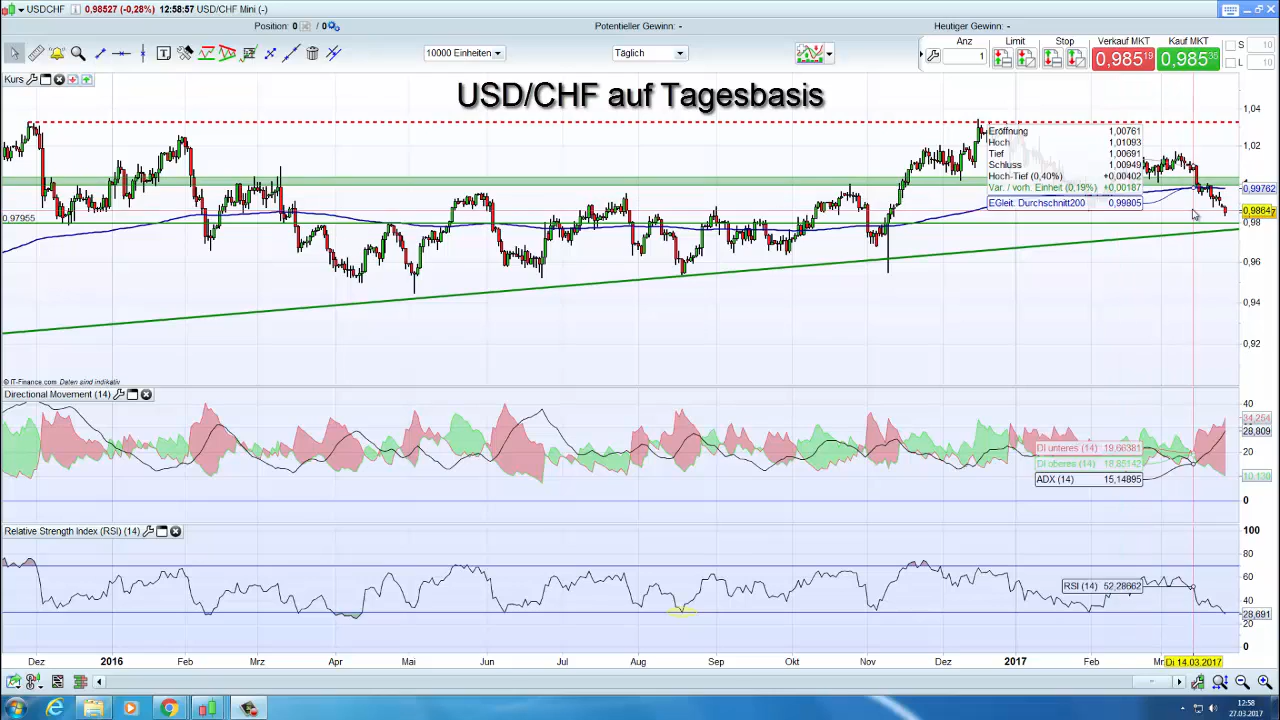 USDCHF 0,98527 (-0,28%) 12:58:57 USD/CHF Mini (-)
Position: 0 / 0 Potentieller Gewinn: - Heutiger Gewinn: -
10000 Einheiten Täglich Anz 1 Limit Stop Verkauf MKT 0,985 19 Kauf MKT 0,985 35 S 10
L 10
Kurs
USD/CHF auf Tagesbasis
1,04
Eröffnung 1,00761
Hoch 1,01093
1,02
Tief 1,00691
Schluss 1,00949
Hoch-Tief (0,40%) +0,00402
Var. / vorh. Einheit (0,19%) +0,00187
0,99762
EGleit. Durchschnitt200 0,99805
0,98647
0,97955
0,98
0,96
0,94
0,92
© IT-Finance.com Daten sind indikativ
Directional Movement (14)
40
34,254
28,809
DI unteres (14) 19,66381
20
DI oberes (14) 18,85142
ADX (14) 15,14895
10,138
0
Relative Strength Index (RSI) (14)
100
80
60
RSI (14) 52,28662
40
28,691
20
0
Dez 2016 Feb Mrz Apr Mai Jun Jul Aug Sep Okt Nov Dez 2017 Feb Mr Di 14.03.2017
12:58
27.03.2017